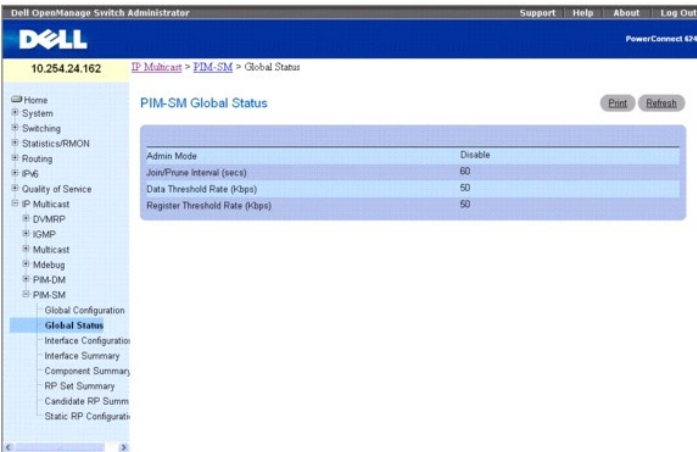 Dell OpenManage Switch Administrator
Support Help About Log Out
DELL
PowerConnect 624
10.254.24.162
IP Multicast > PIM-SM > Global Status
Home
System
Switching
Statistics/RMON
Routing
IPv6
Quality of Service
IP Multicast
DVMRP
IGMP
Multicast
Mdebug
PIM-DM
PIM-SM
Global Configuration
Global Status
Interface Configuration
Interface Summary
Component Summary
RP Set Summary
Candidate RP Summ
Static RP Configurati
PIM-SM Global Status
Print Refresh
Admin Mode Disable
Join/Prune Interval (secs) 60
Data Threshold Rate (Kbps) 50
Register Threshold Rate (Kbps) 50